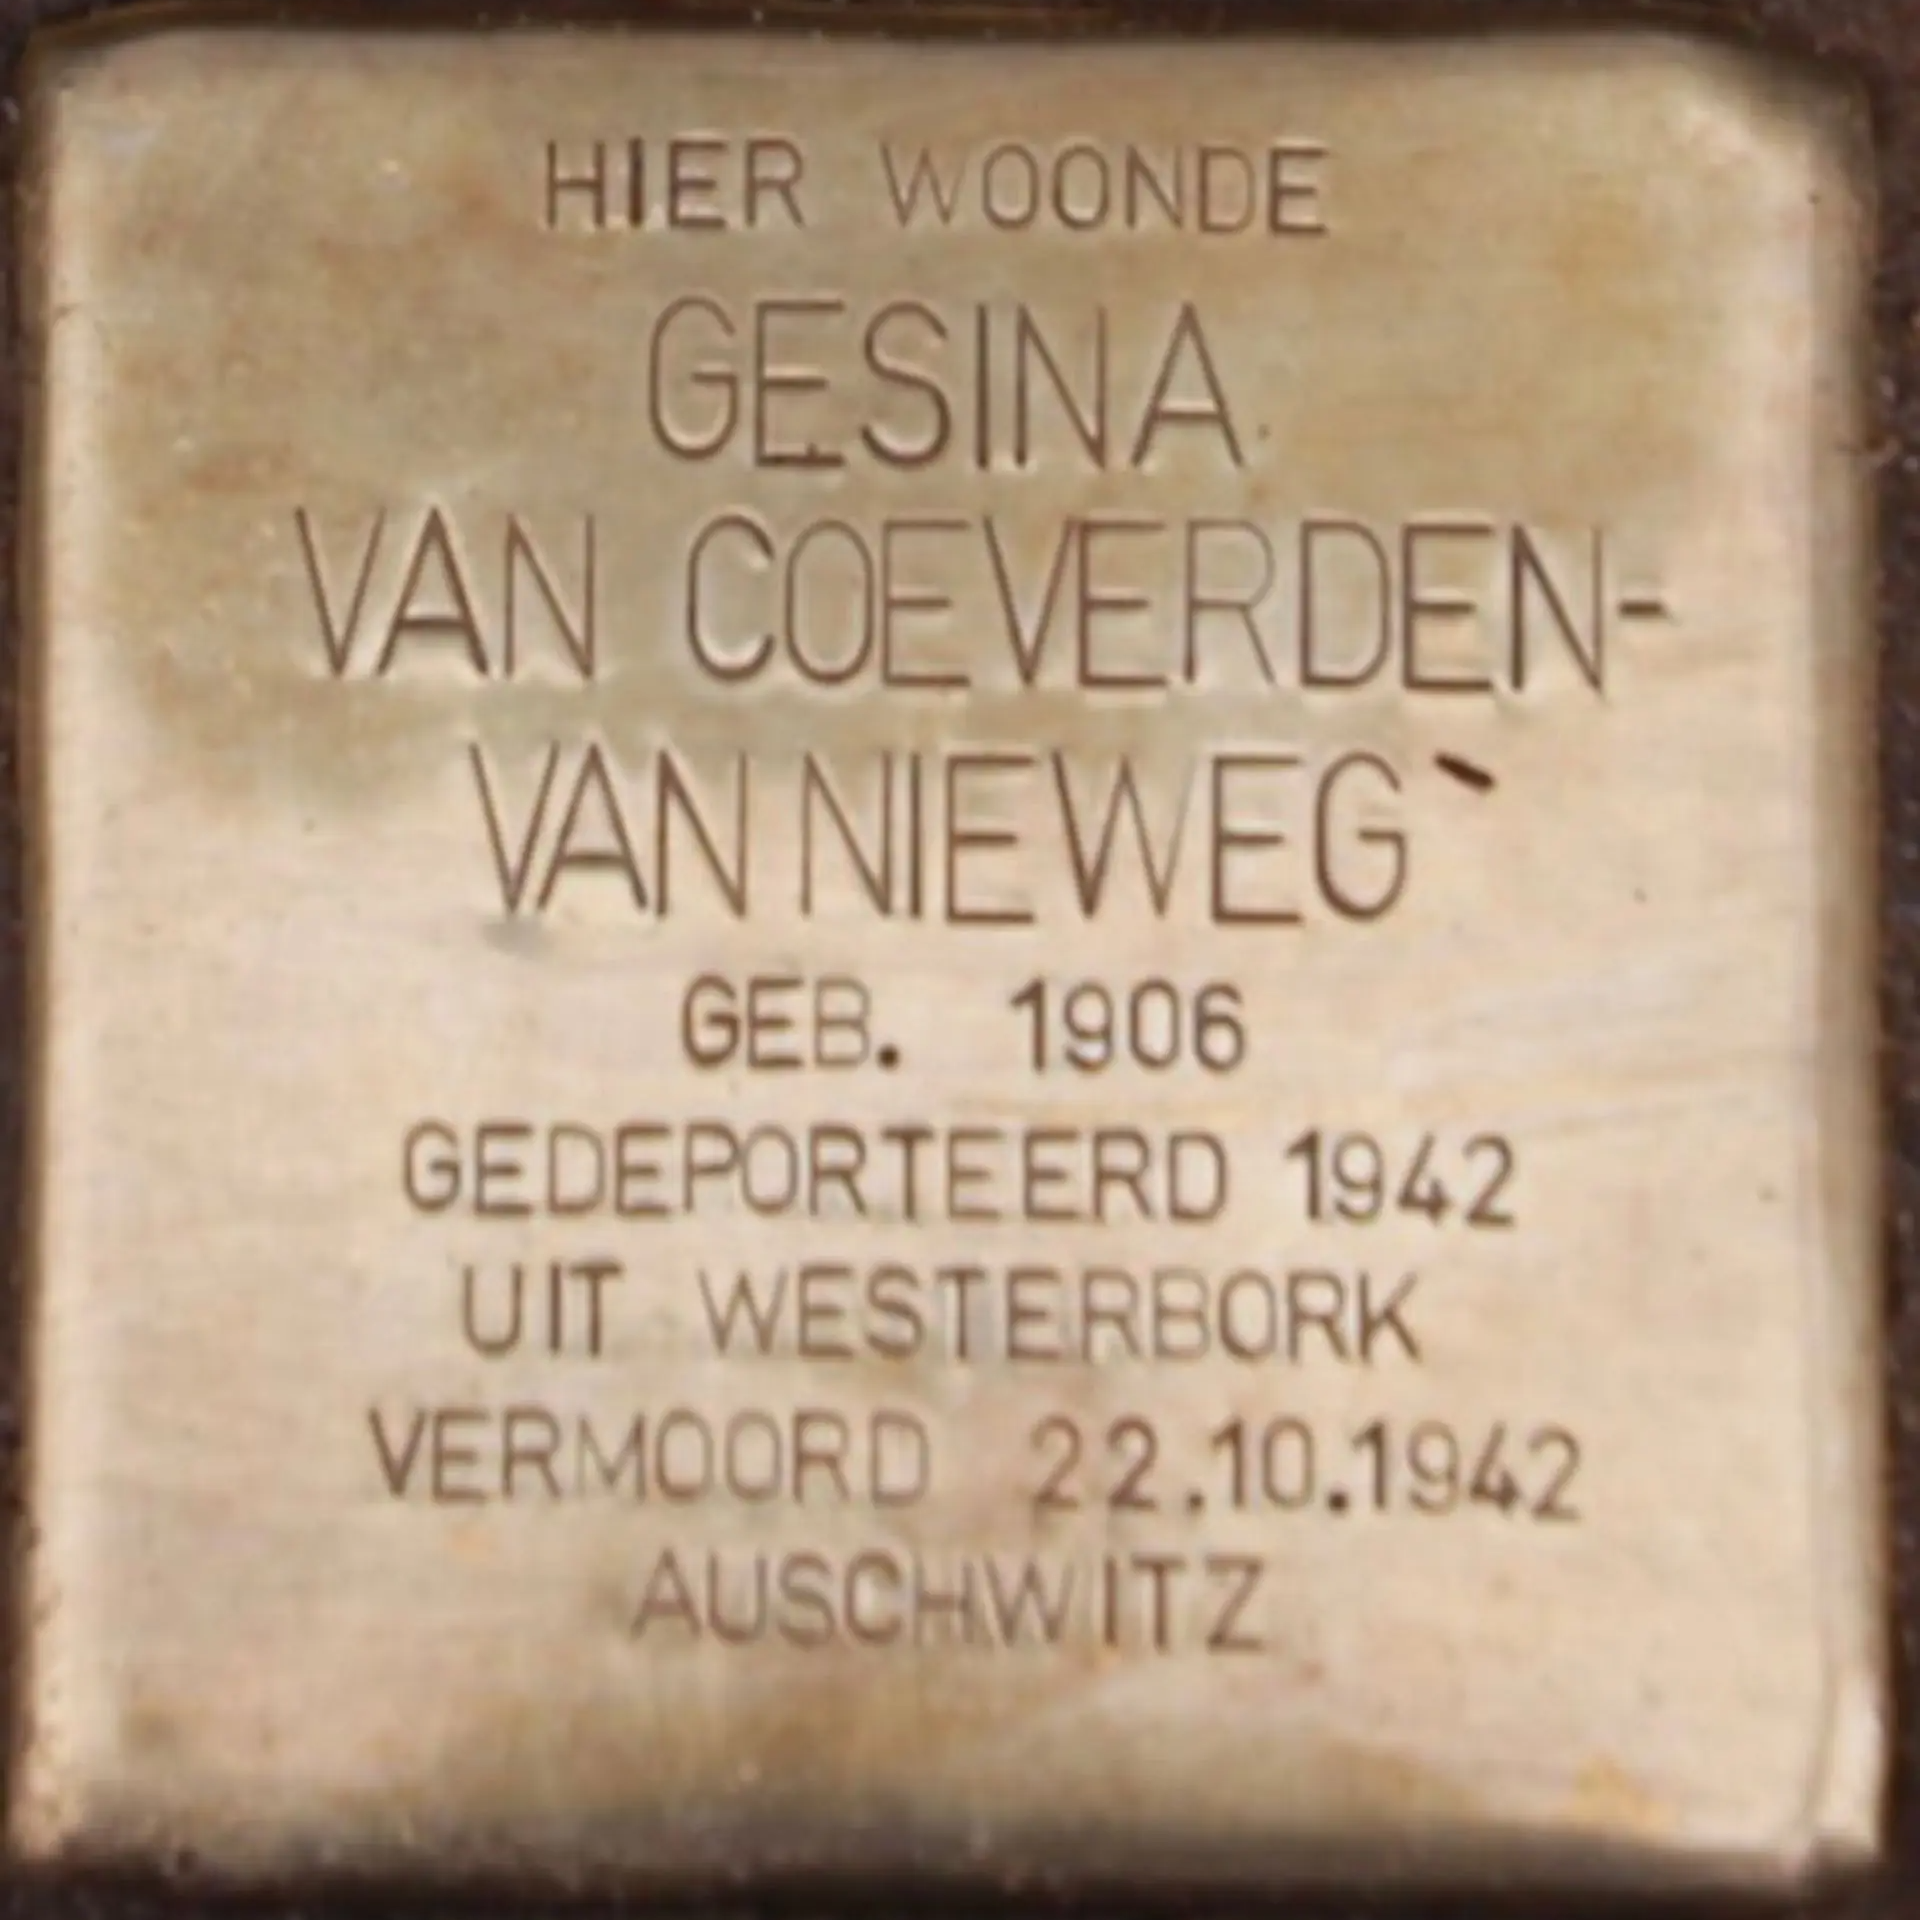 HIER WOONDE
GESINA
VAN COEVERDEN-
VAN NIEWEG
GEB. 1906
GEDEPORTEERD 1942
UIT WESTERBORK
VERMOORD 22.10.1942
AUSCHWITZ